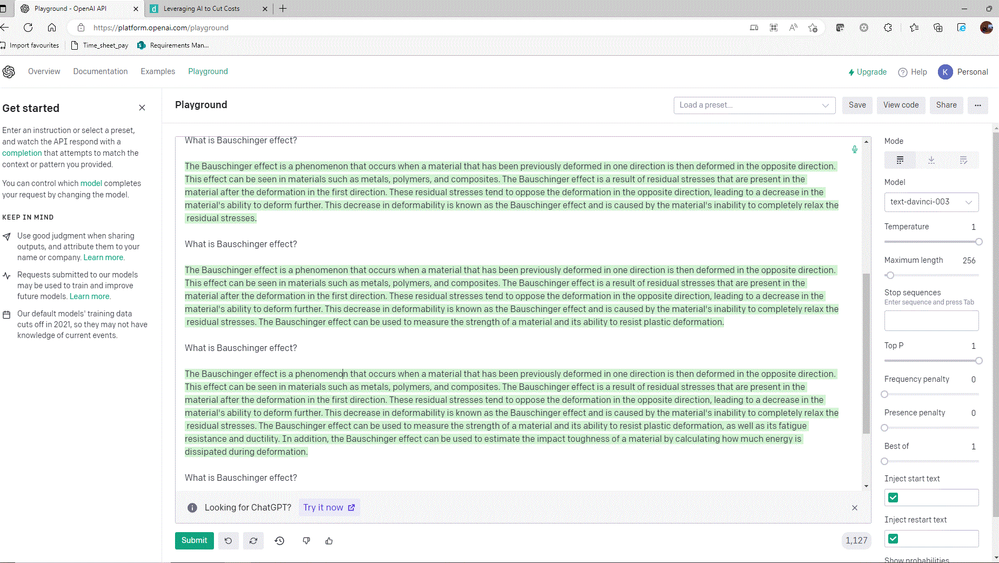 Playground - OpenAI API
Leveraging AI to Cut Costs
https://platform.openai.com/playground
Import favourites
Time_sheet_pay
Requirements Man...
Overview
Documentation
Examples
Playground
Upgrade
Help
K
Personal
Get started
Enter an instruction or select a preset,
and watch the API respond with a
completion that attempts to match the
context or pattern you provided.
You can control which model completes
your request by changing the model.
KEEP IN MIND
Use good judgment when sharing
outputs, and attribute them to your
name or company. Learn more.
Requests submitted to our models
may be used to train and improve
future models. Learn more.
Our default models' training data
cuts off in 2021, so they may not have
knowledge of current events.
Playground
Load a preset...
Save
View code
Share
...
What is Bauschinger effect?
The Bauschinger effect is a phenomenon that occurs when a material that has been previously deformed in one direction is then deformed in the opposite direction.
This effect can be seen in materials such as metals, polymers, and composites. The Bauschinger effect is a result of residual stresses that are present in the
material after the deformation in the first direction. These residual stresses tend to oppose the deformation in the opposite direction, leading to a decrease in the
material's ability to deform further. This decrease in deformability is known as the Bauschinger effect and is caused by the material's inability to completely relax the
residual stresses.
What is Bauschinger effect?
The Bauschinger effect is a phenomenon that occurs when a material that has been previously deformed in one direction is then deformed in the opposite direction.
This effect can be seen in materials such as metals, polymers, and composites. The Bauschinger effect is a result of residual stresses that are present in the
material after the deformation in the first direction. These residual stresses tend to oppose the deformation in the opposite direction, leading to a decrease in the
material's ability to deform further. This decrease in deformability is known as the Bauschinger effect and is caused by the material's inability to completely relax the
residual stresses. The Bauschinger effect can be used to measure the strength of a material and its ability to resist plastic deformation.
What is Bauschinger effect?
The Bauschinger effect is a phenomenon that occurs when a material that has been previously deformed in one direction is then deformed in the opposite direction.
This effect can be seen in materials such as metals, polymers, and composites. The Bauschinger effect is a result of residual stresses that are present in the
material after the deformation in the first direction. These residual stresses tend to oppose the deformation in the opposite direction, leading to a decrease in the
material's ability to deform further. This decrease in deformability is known as the Bauschinger effect and is caused by the material's inability to completely relax the
residual stresses. The Bauschinger effect can be used to measure the strength of a material and its ability to resist plastic deformation, as well as its fatigue
resistance and ductility. In addition, the Bauschinger effect can be used to estimate the impact toughness of a material by calculating how much energy is
dissipated during deformation.
What is Bauschinger effect?
Looking for ChatGPT?
Try it now
Submit
1,127
Mode
Model
text-davinci-003
Temperature 1
Maximum length 256
Stop sequences
Enter sequence and press Tab
Top P 1
Frequency penalty 0
Presence penalty 0
Best of 1
Inject start text
Inject restart text
Show probabilities